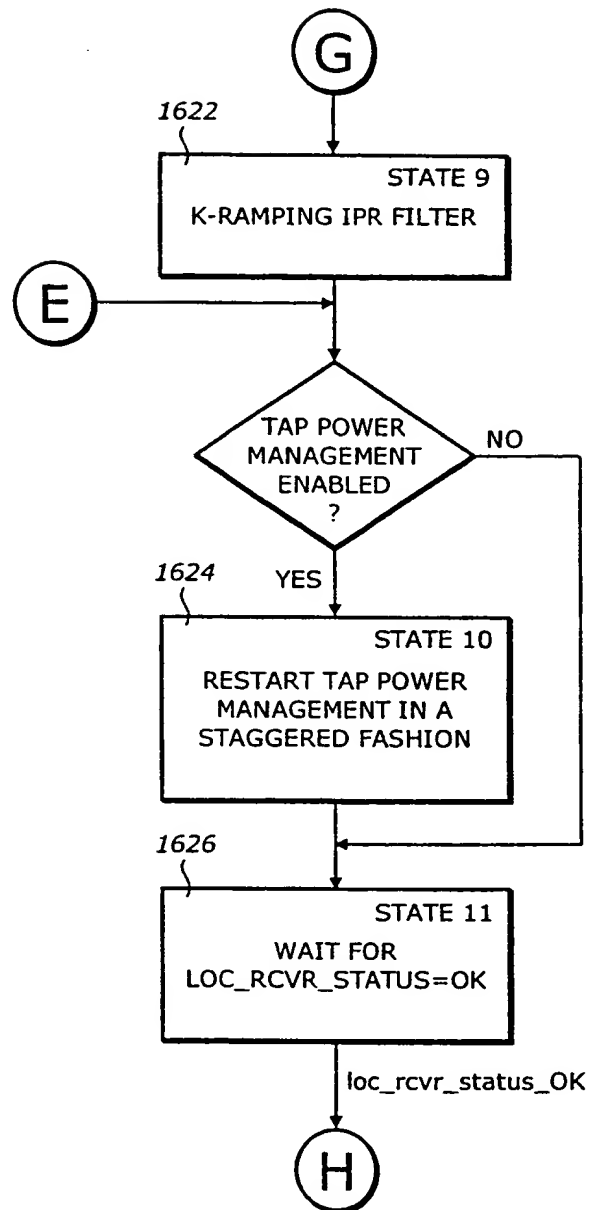 G
1622
STATE 9
K-RAMPING IPR FILTER
E
TAP POWER
MANAGEMENT
ENABLED
?
NO
YES
1624
STATE 10
RESTART TAP POWER
MANAGEMENT IN A
STAGGERED FASHION
1626
STATE 11
WAIT FOR
LOC_RCVR_STATUS=OK
loc_rcvr_status_OK
H